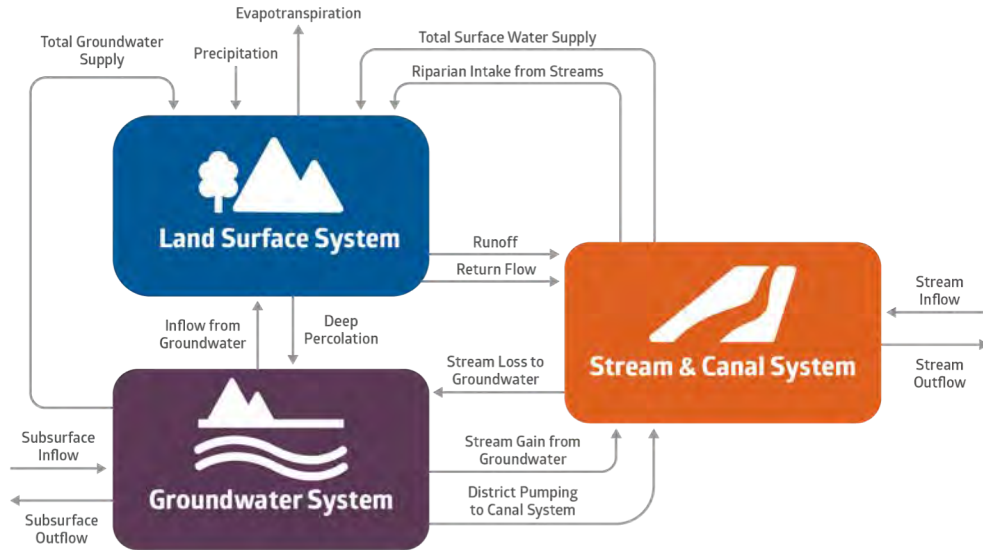 Evapotranspiration
Total Groundwater
Supply
Precipitation
Total Surface Water Supply
Riparian Intake from Streams
Land Surface System
Runoff
Return Flow
Stream
Inflow
Inflow from
Groundwater
Deep
Percolation
Stream Loss to
Groundwater
Stream & Canal System
Stream
Outflow
Subsurface
Inflow
Stream Gain from
Groundwater
Groundwater System
District Pumping
to Canal System
Subsurface
Outflow